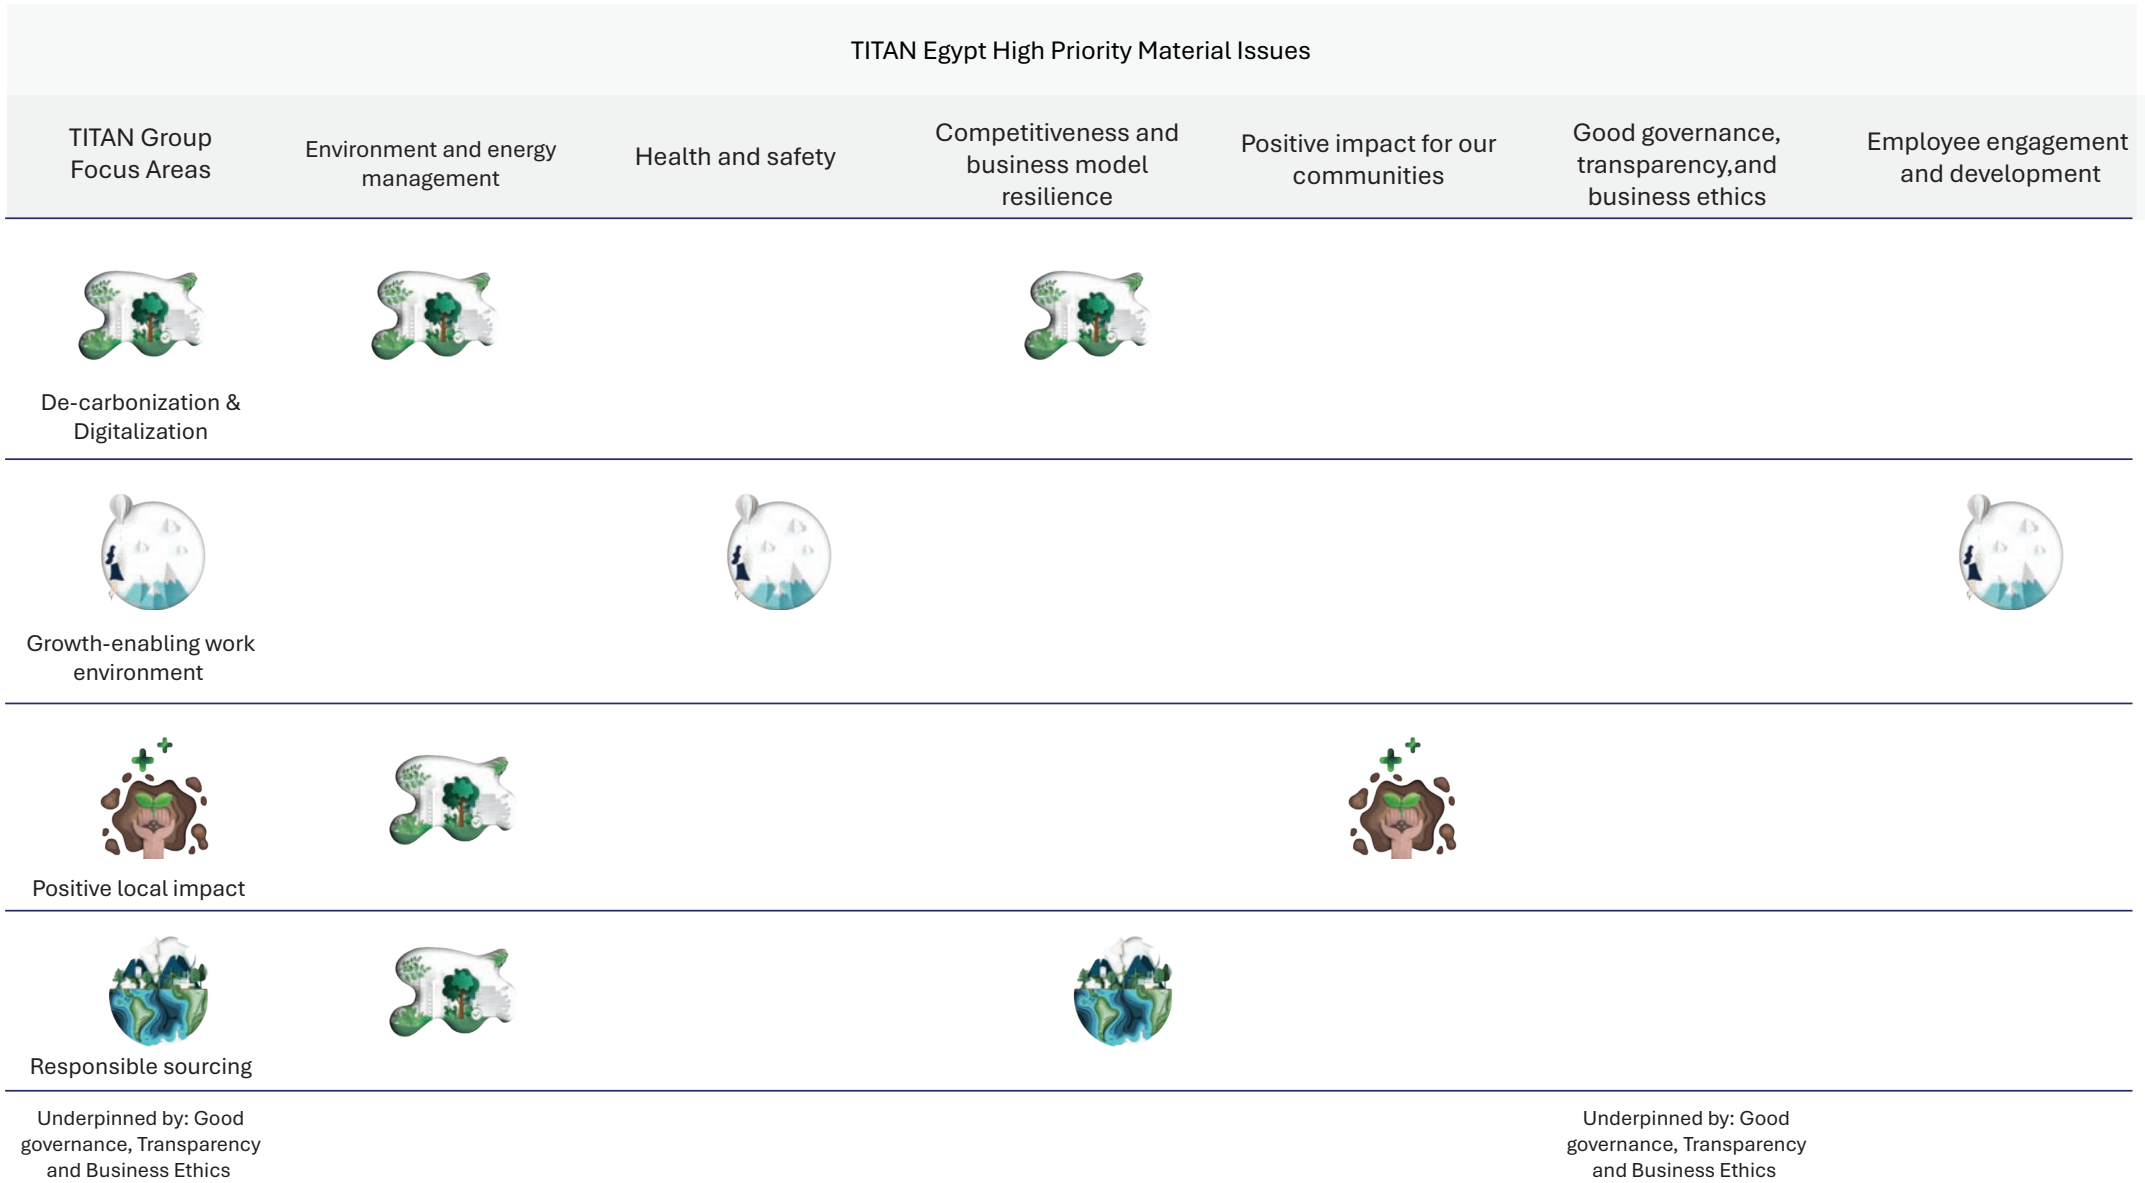 TITAN Egypt High Priority Material Issues
TITAN Group
Focus Areas
Environment and energy
management
Health and safety
Competitiveness and
business model
resilience
Positive impact for our
communities
Good governance,
transparency,and
business ethics
Employee engagement
and development
De-carbonization &
Digitalization
Growth-enabling work
environment
Positive local impact
Responsible sourcing
Underpinned by: Good
governance, Transparency
and Business Ethics
Underpinned by: Good
governance, Transparency
and Business Ethics